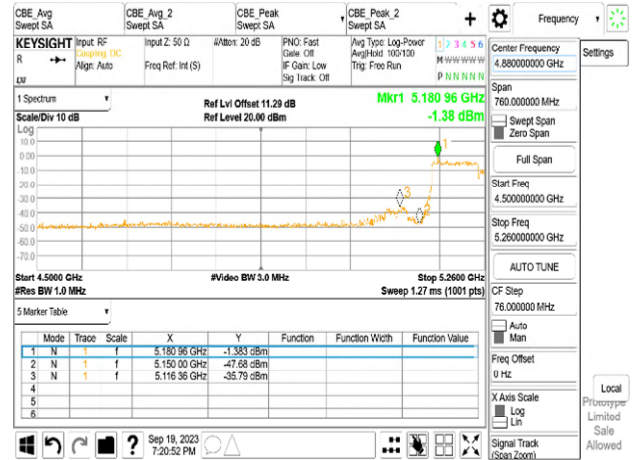 CBE_Avg CBE_Avg_2 CBE_Peak CBE_Peak_2
Swept SA Swept SA Swept SA Swept SA
+
Frequency
KEYSIGHT Input: RF Input Z: 50 Ω #Atten: 20 dB PNO: Fast Avg Type: Log-Power 1 2 3 4 5 6
R Coupling: DC Gate: Off Avg|Hold: 100/100 M W W W W W
Align: Auto Freq Ref: Int (S) IF Gain: Low Trig: Free Run
Sig Track: Off P N N N N N
LXI
1 Spectrum
Ref Lvl Offset 11.29 dB
Mkr1 5.180 96 GHz
Scale/Div 10 dB Ref Level 20.00 dBm -1.38 dBm
Log
10.0
0.00
-10.0
-20.0
-30.0
-40.0
-50.0
-60.0
-70.0
1
3
2
Start 4.5000 GHz #Video BW 3.0 MHz Stop 5.2600 GHz
#Res BW 1.0 MHz Sweep 1.27 ms (1001 pts)
5 Marker Table
Mode Trace Scale X Y Function Function Width Function Value
1 N 1 f 5.180 96 GHz -1.383 dBm
2 N 1 f 5.150 00 GHz -47.68 dBm
3 N 1 f 5.116 36 GHz -35.79 dBm
4
5
6
Sep 19, 2023
7:20:52 PM
?
Center Frequency
4.880000000 GHz
Settings
Span
760.000000 MHz
Swept Span
Zero Span
Full Span
Start Freq
4.500000000 GHz
Stop Freq
5.260000000 GHz
AUTO TUNE
CF Step
76.000000 MHz
Auto
Man
Freq Offset
0 Hz
X Axis Scale
Log
Lin
Signal Track
(Span Zoom)
Local
Prototype
Limited
Sale
Allowed